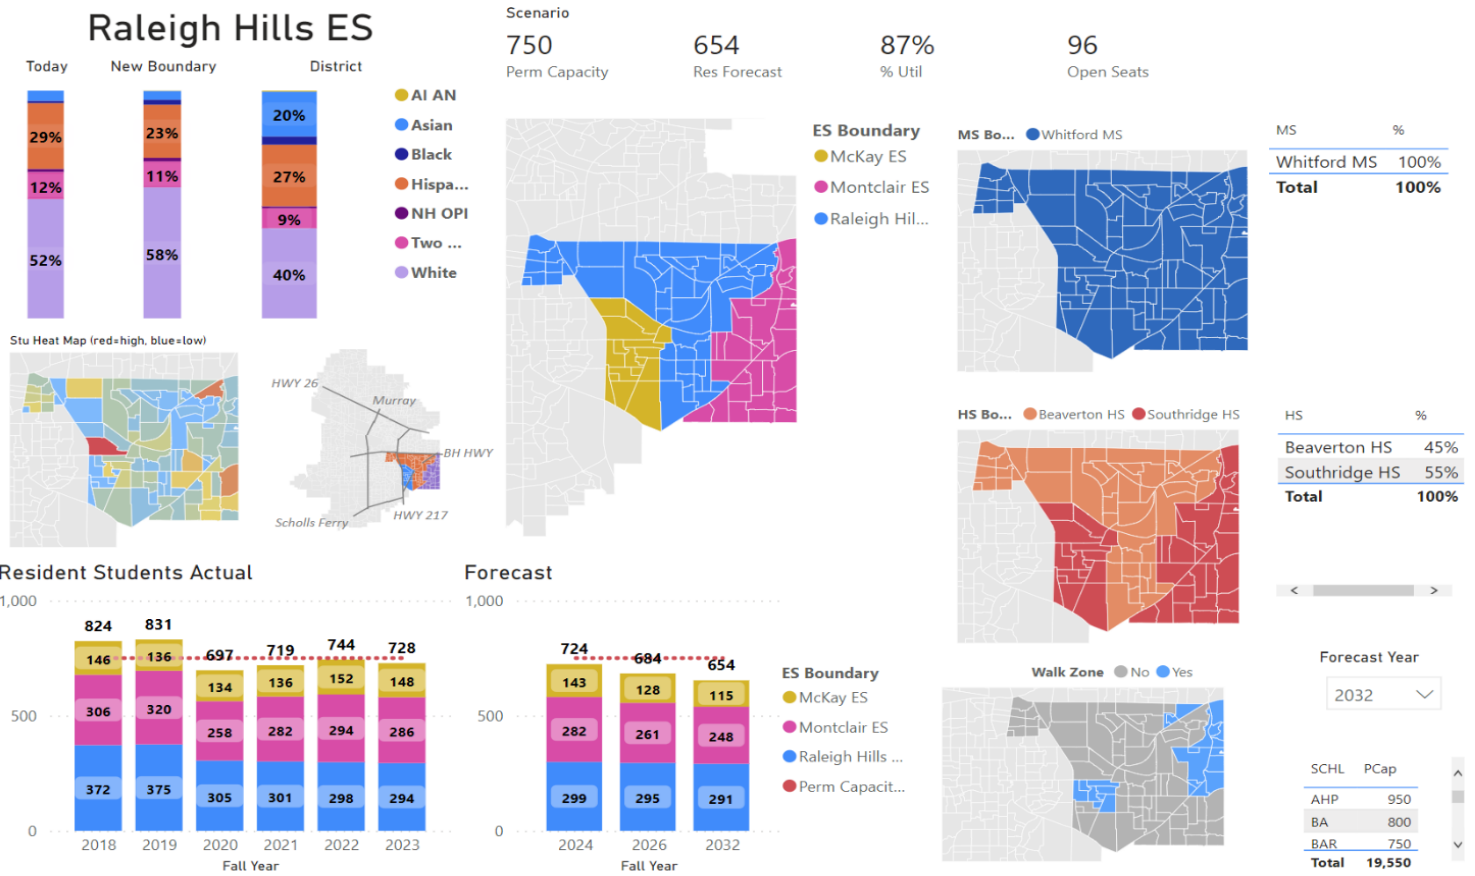 Raleigh Hills ES
Today New Boundary District
29%
12%
52%
23%
11%
58%
20%
27%
9%
40%
AI AN
Asian
Black
Hispa...
NH OPI
Two ...
White
Scenario
750 654 87% 96
Perm Capacity Res Forecast % Util Open Seats
ES Boundary
McKay ES
Montclair ES
Raleigh Hil...
MS Bo... Whitford MS
MS %
Whitford MS 100%
Total 100%
Stu Heat Map (red=high, blue=low)
HWY 26
Murray
BH HWY
HWY 217
Scholls Ferry
HS Bo... Beaverton HS Southridge HS
HS %
Beaverton HS 45%
Southridge HS 55%
Total 100%
Resident Students Actual
1,000
500
0
824 831 697 719 744 728
146 136 134 136 152 148
306 320 258 282 294 286
372 375 305 301 298 294
2018 2019 2020 2021 2022 2023
Fall Year
Forecast
1,000
500
0
724 684 654
143 128 115
282 261 248
299 295 291
2024 2026 2032
Fall Year
ES Boundary
McKay ES
Montclair ES
Raleigh Hills ...
Perm Capacit...
Walk Zone No Yes
Forecast Year
2032
SCHL PCap
AHP 950
BA 800
BAR 750
Total 19,550